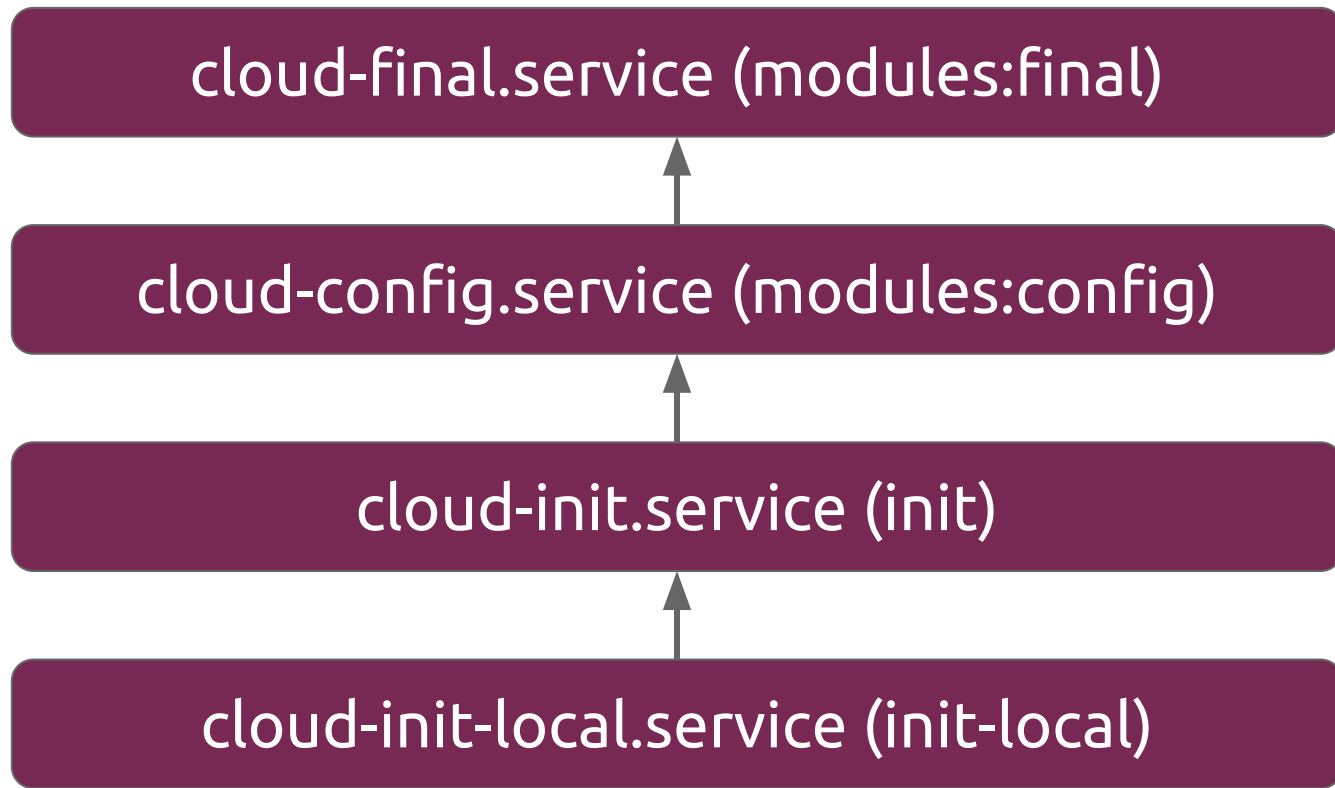 cloud-final.service (modules:final)
cloud-config.service (modules:config)
cloud-init.service (init)
cloud-init-local.service (init-local)